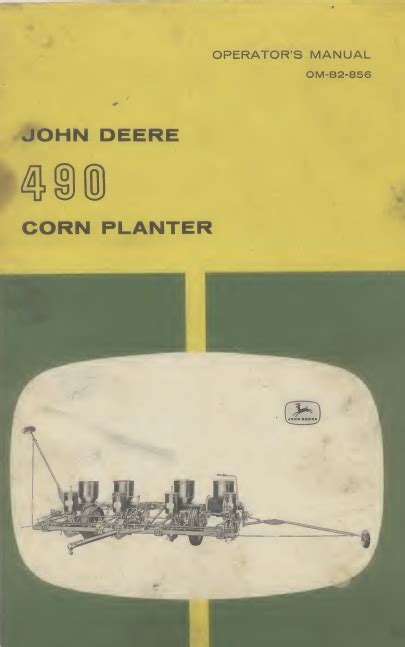 OPERATOR'S MANUAL
OM-B2-856
JOHN DEERE
490
CORN PLANTER
JOHN DEERE